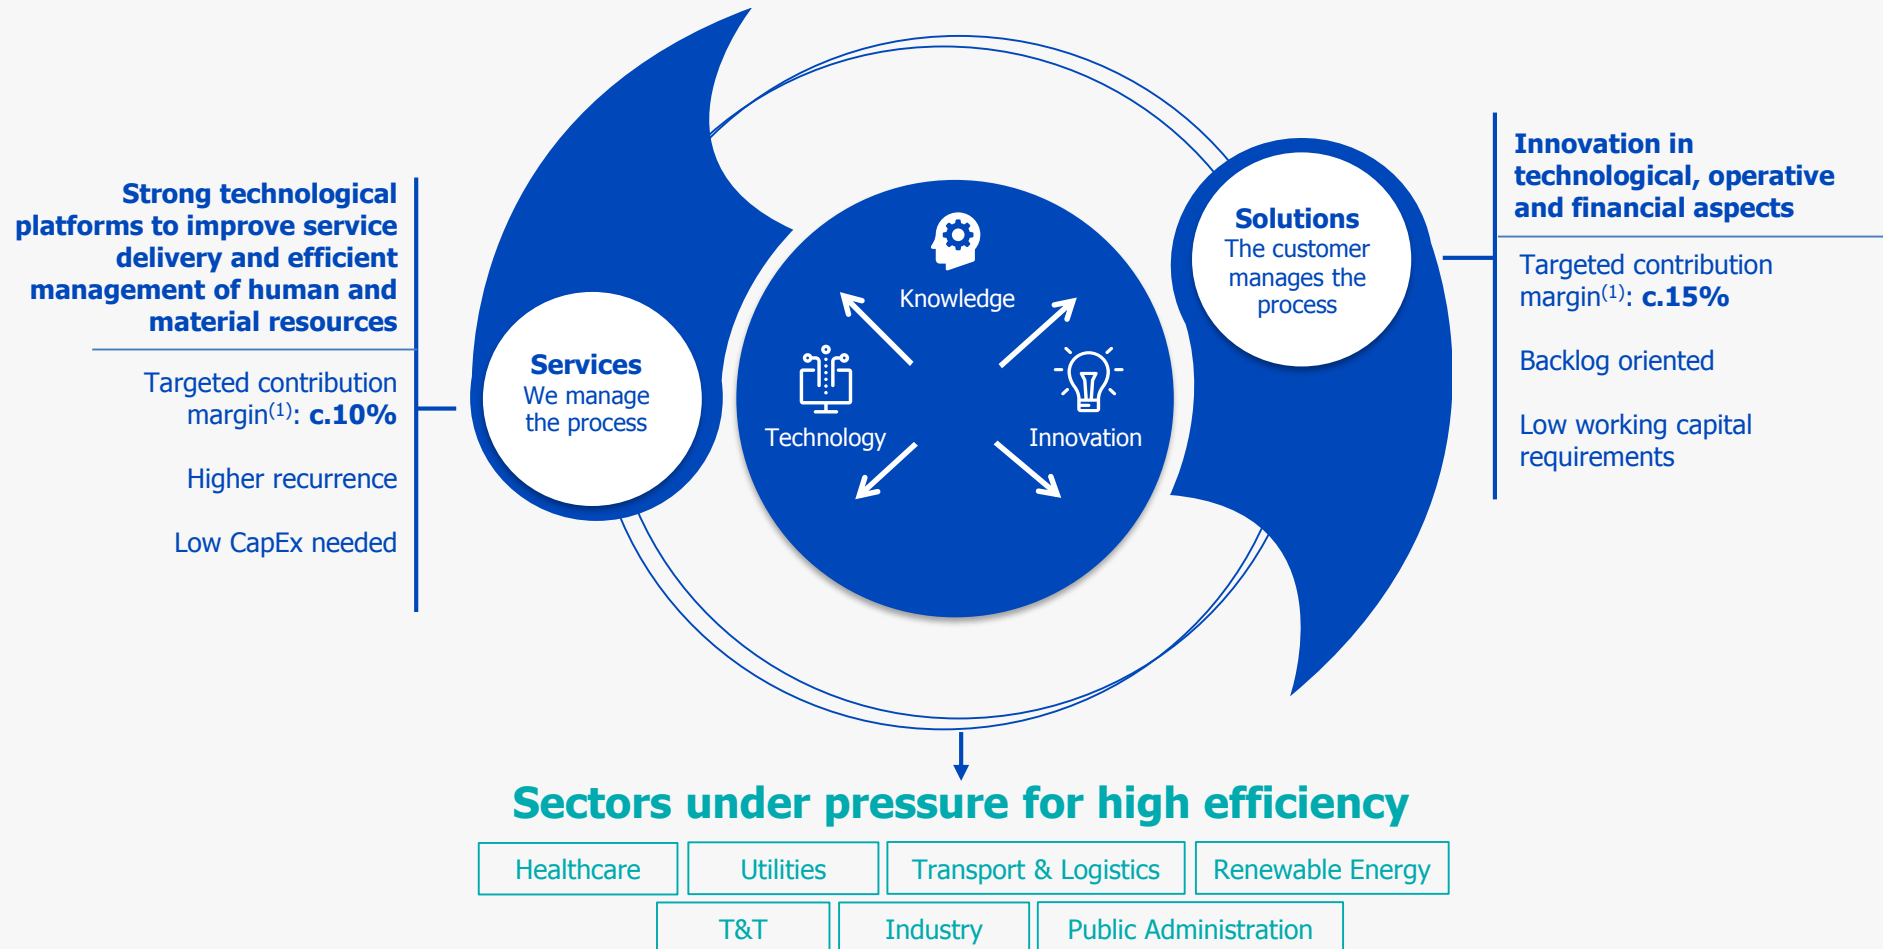 Strong technological
platforms to improve service
delivery and efficient
management of human and
material resources
Targeted contribution
margin(1): c.10%
Higher recurrence
Low CapEx needed
Services
We manage
the process
Knowledge
Technology
Innovation
Solutions
The customer
manages the
process
Innovation in
technological, operative
and financial aspects
Targeted contribution
margin(1): c.15%
Backlog oriented
Low working capital
requirements
Sectors under pressure for high efficiency
Healthcare
Utilities
Transport & Logistics
Renewable Energy
T&T
Industry
Public Administration